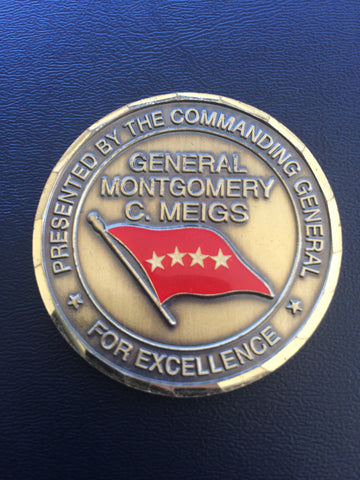 PRESENTED BY THE COMMANDING GENERAL
GENERAL
MONTGOMERY
C. MEIGS
FOR EXCELLENCE